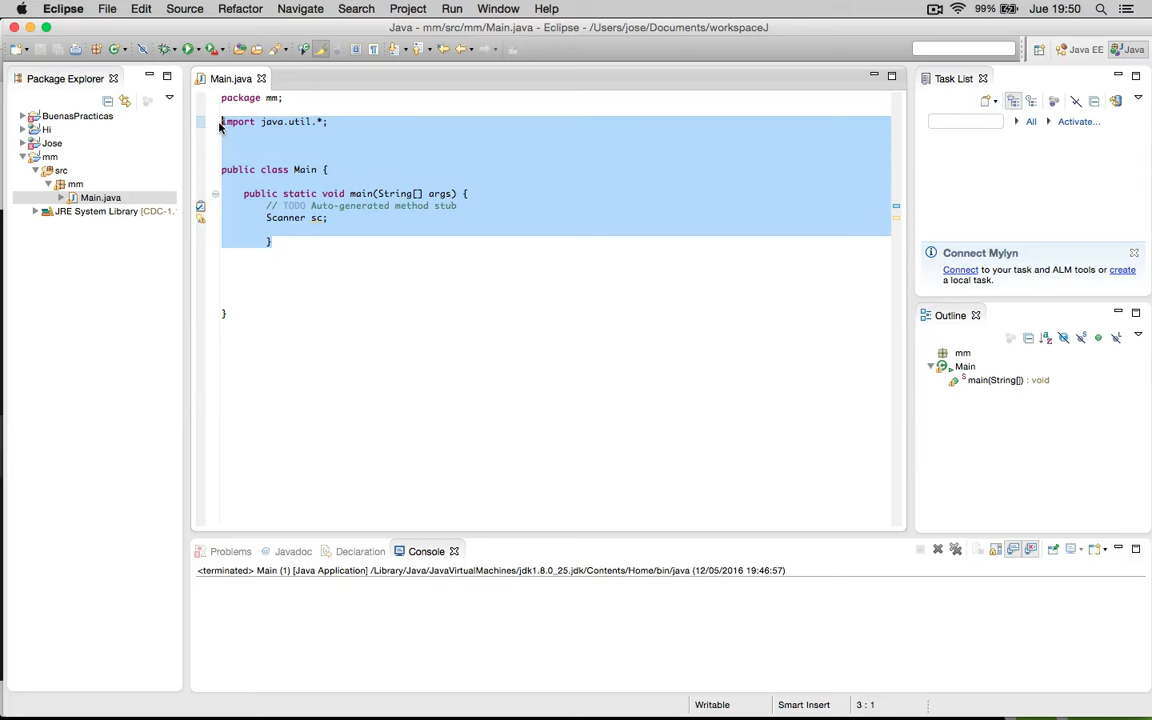 Eclipse File Edit Source Refactor Navigate Search Project Run Window Help 99% Jue 19:50
Java - mm/src/mm/Main.java - Eclipse - /Users/jose/Documents/workspaceJ
Java EE Java
Package Explorer
BuenasPracticas
Hi
Jose
mm
src
mm
Main.java
JRE System Library [CDC-1.
Main.java
package mm;
import java.util.*;
public class Main {
public static void main(String[] args) {
// TODO Auto-generated method stub
Scanner sc;
}
}
Task List
All Activate...
Connect Mylyn
Connect to your task and ALM tools or create
a local task.
Outline
mm
Main
main(String[]) : void
Problems @ Javadoc Declaration Console
<terminated> Main (1) [Java Application] /Library/Java/JavaVirtualMachines/jdk1.8.0_25.jdk/Contents/Home/bin/java (12/05/2016 19:46:57)
Writable Smart Insert 3 : 1